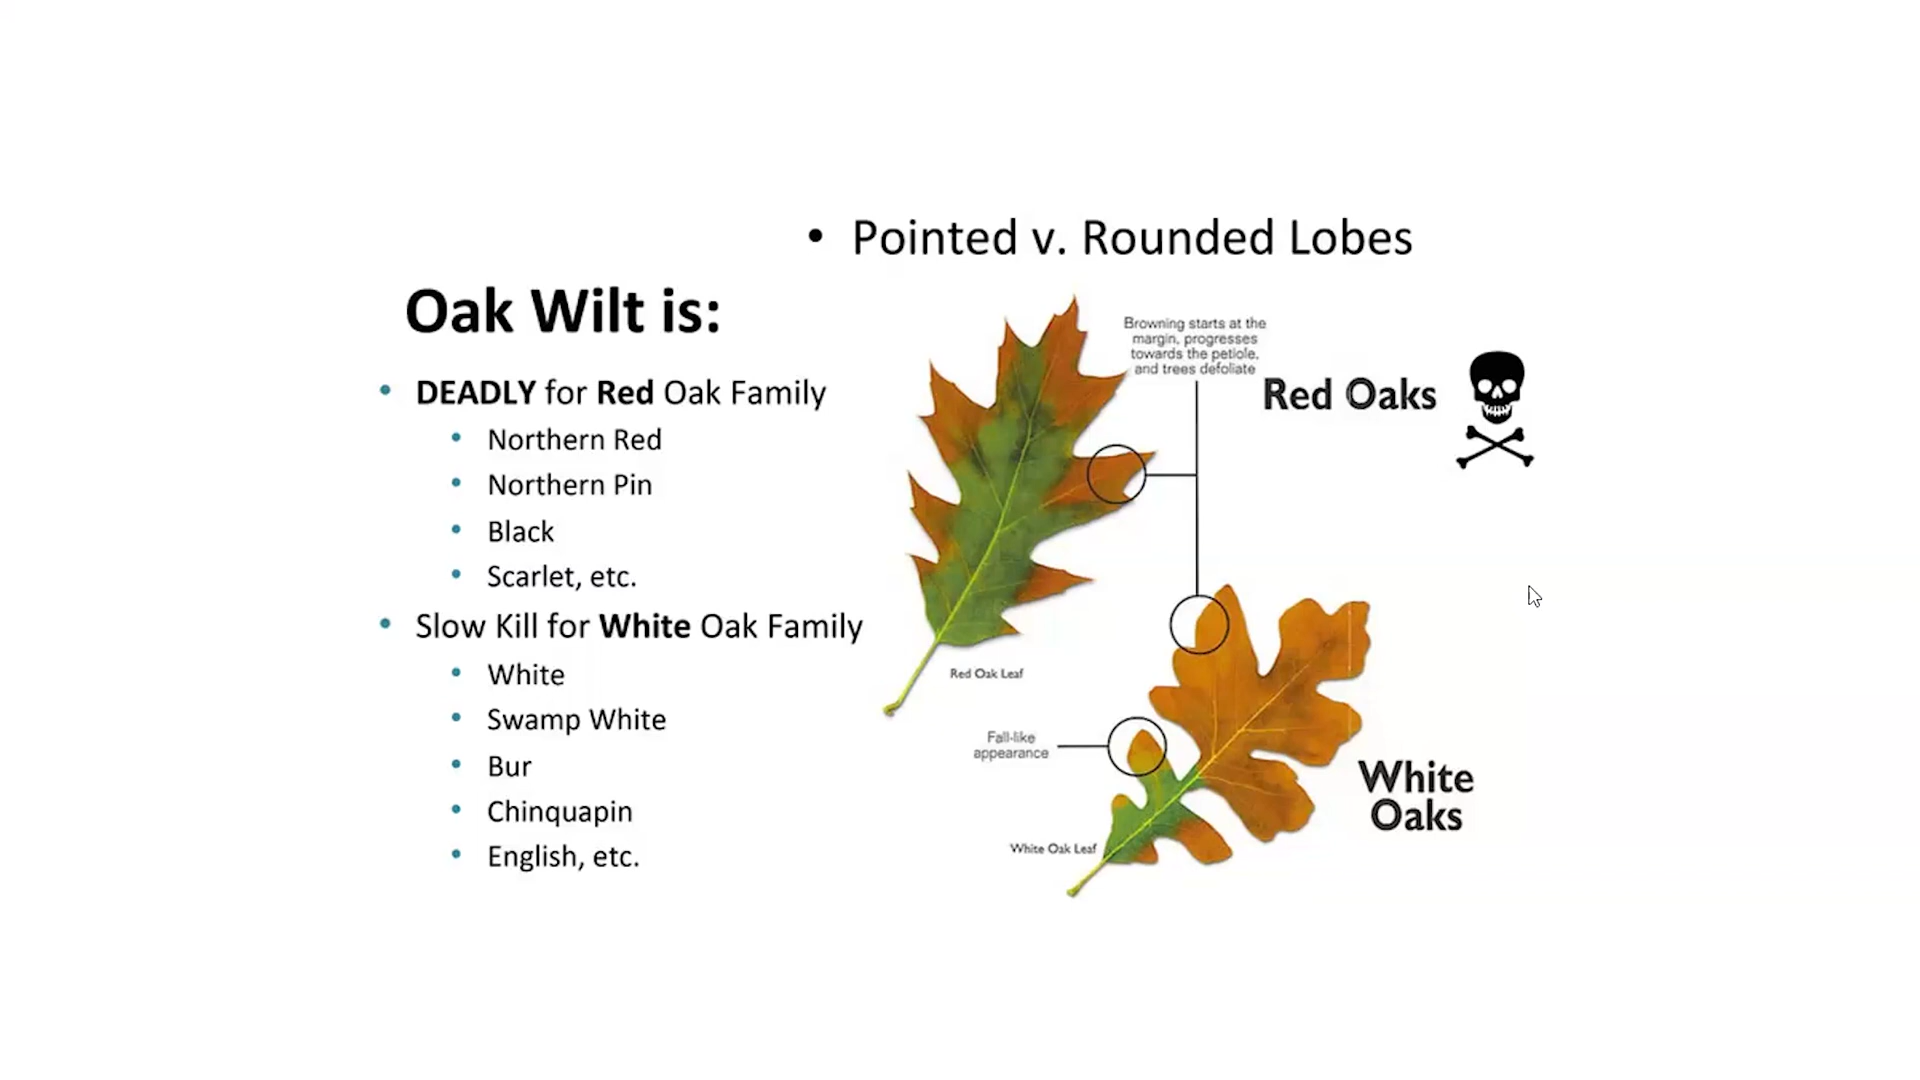 • Pointed v. Rounded Lobes
Oak Wilt is:
• DEADLY for Red Oak Family
• Northern Red
• Northern Pin
• Black
• Scarlet, etc.
• Slow Kill for White Oak Family
• White
• Swamp White
• Bur
• Chinquapin
• English, etc.
Browning starts at the
margin, progresses
towards the petiole,
and trees defoliate
Red Oaks
Red Oak Leaf
Fall-like
appearance
White
Oaks
White Oak Leaf